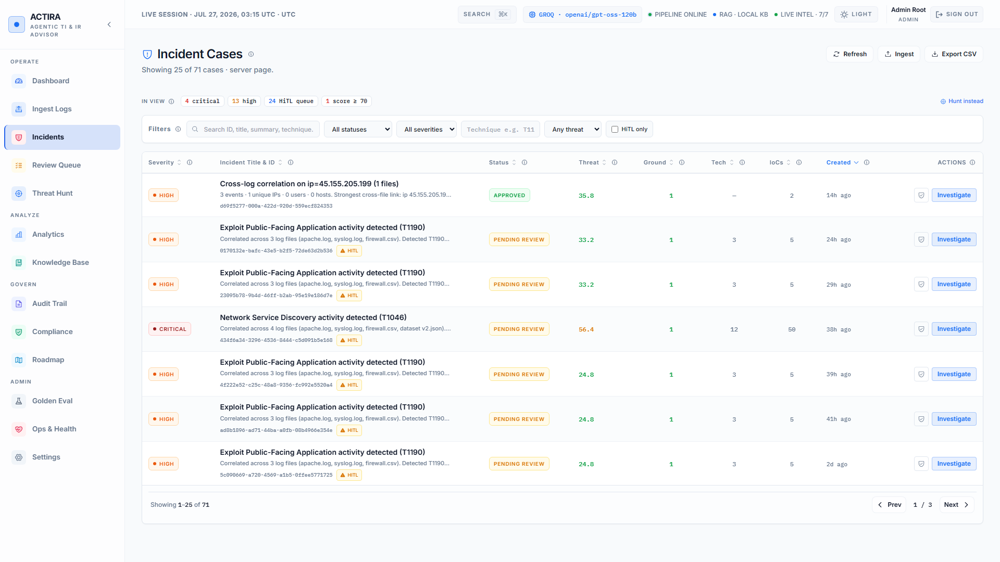 ACTIRA
AGENTIC TI & IR
ADVISOR
OPERATE
Dashboard
Ingest Logs
Incidents
Review Queue
Threat Hunt
ANALYZE
Analytics
Knowledge Base
GOVERN
Audit Trail
Compliance
Roadmap
ADMIN
Golden Eval
Ops & Health
Settings
LIVE SESSION · JUL 27, 2026, 03:15 UTC · UTC
SEARCH ⌘K
GROQ · openai/gpt-oss-120b
PIPELINE ONLINE
RAG · LOCAL KB
LIVE INTEL · 7/7
LIGHT
Admin Root
ADMIN
SIGN OUT
Incident Cases
Showing 25 of 71 cases · server page.
Refresh
Ingest
Export CSV
IN VIEW 4 critical 13 high 24 HiTL queue 1 score ≥ 70
Hunt instead
Filters Search ID, title, summary, technique. All statuses All severities Technique e.g. T11 Any threat HiTL only
Severity Incident Title & ID Status Threat Ground Tech IoCs Created ACTIONS
Cross-log correlation on ip=45.155.205.199 (1 files)
HIGH 3 events · 1 unique IPs · 0 users · 0 hosts. Strongest cross-file link: ip 45.155.205.19... APPROVED 35.8 1 — 2 14h ago Investigate
d69f5277-000a-422d-920d-559ecf824353
Exploit Public-Facing Application activity detected (T1190)
HIGH Correlated across 3 log files (apache.log, syslog.log, firewall.csv). Detected T1190... PENDING REVIEW 33.2 1 3 5 24h ago Investigate
0170132e-bafc-43e5-b2f5-72de63d2b536 HITL
Exploit Public-Facing Application activity detected (T1190)
HIGH Correlated across 3 log files (apache.log, syslog.log, firewall.csv). Detected T1190... PENDING REVIEW 33.2 1 3 5 29h ago Investigate
23095b78-9b4d-46ff-b2ab-95e19e186d7e HITL
Network Service Discovery activity detected (T1046)
CRITICAL Correlated across 4 log files (apache.log, syslog.log, firewall.csv, dataset v2.json).... PENDING REVIEW 56.4 1 12 50 38h ago Investigate
434f6a34-3296-4536-8444-c5d091b5e168 HITL
Exploit Public-Facing Application activity detected (T1190)
HIGH Correlated across 3 log files (apache.log, syslog.log, firewall.csv). Detected T1190... PENDING REVIEW 24.8 1 3 5 39h ago Investigate
4f222e52-c25c-48a8-9356-fc992e5520a4 HITL
Exploit Public-Facing Application activity detected (T1190)
HIGH Correlated across 3 log files (apache.log, syslog.log, firewall.csv). Detected T1190... PENDING REVIEW 24.8 1 3 5 41h ago Investigate
ad8b1896-ad71-44ba-a0fb-08b4966e354e HITL
Exploit Public-Facing Application activity detected (T1190)
HIGH Correlated across 3 log files (apache.log, syslog.log, firewall.csv). Detected T1190... PENDING REVIEW 24.8 1 3 5 2d ago Investigate
5c090669-a720-4569-a1b5-0ffee5771725 HITL
Showing 1–25 of 71
Prev 1 / 3 Next